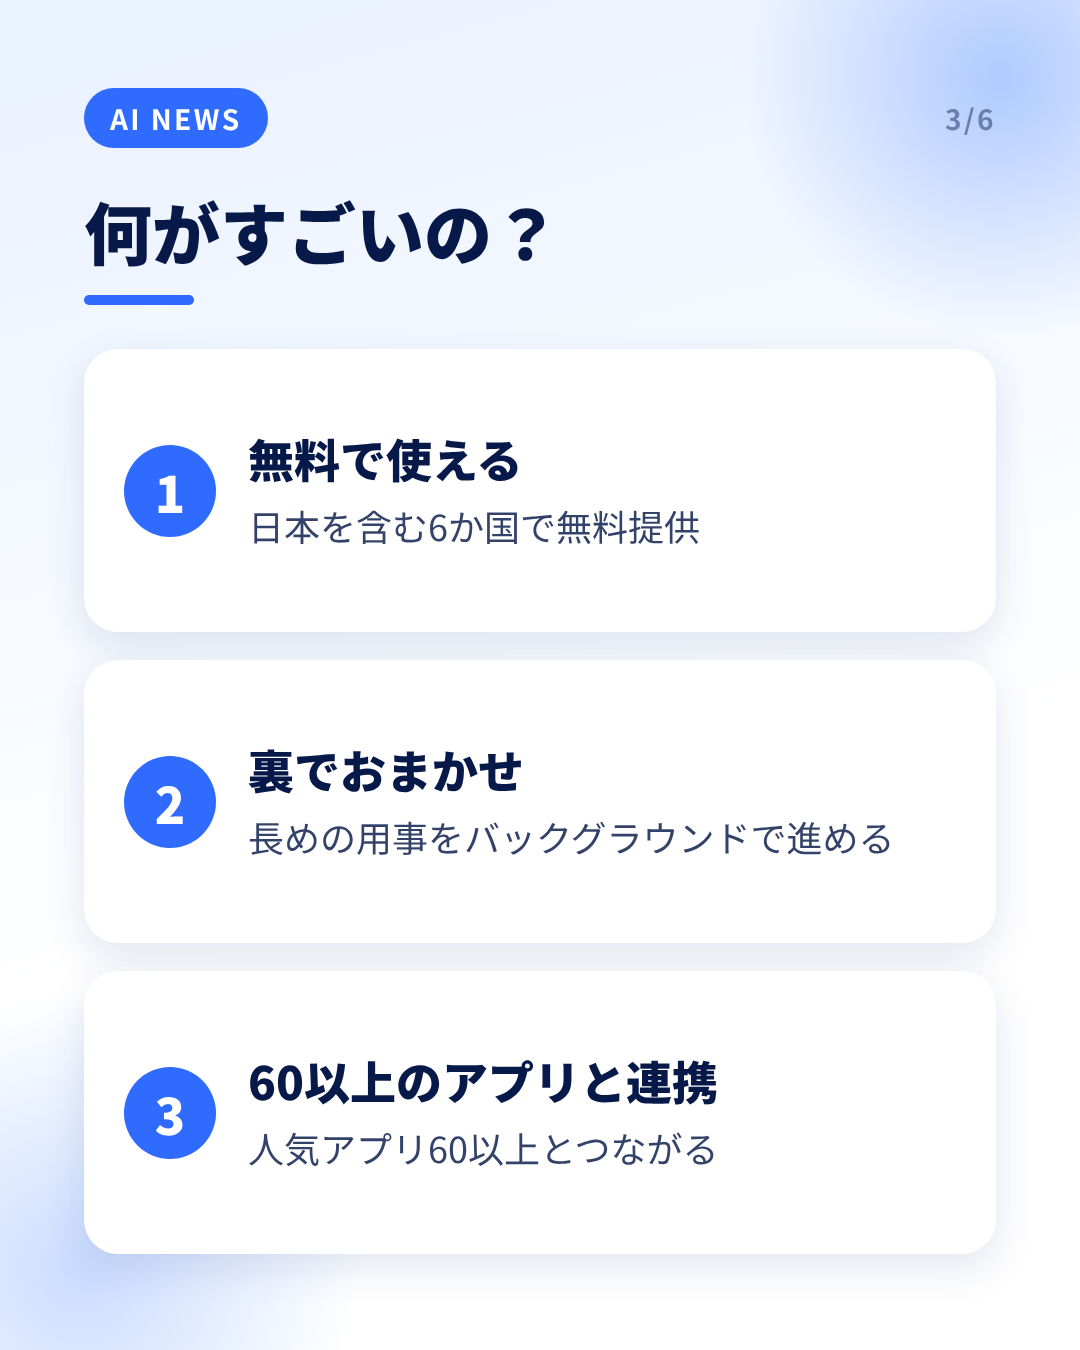 AI NEWS
3/6
何がすごいの？
1
無料で使える
日本を含む6か国で無料提供
2
裏でおまかせ
長めの用事をバックグラウンドで進める
3
60以上のアプリと連携
人気アプリ60以上とつながる